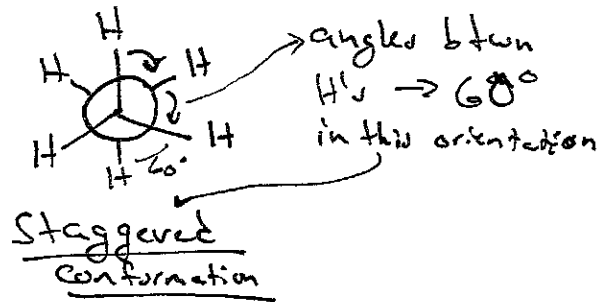 H
H H
H H
H 60°
angles btwn
H's → 60°
in this orientation
Staggered
conformation